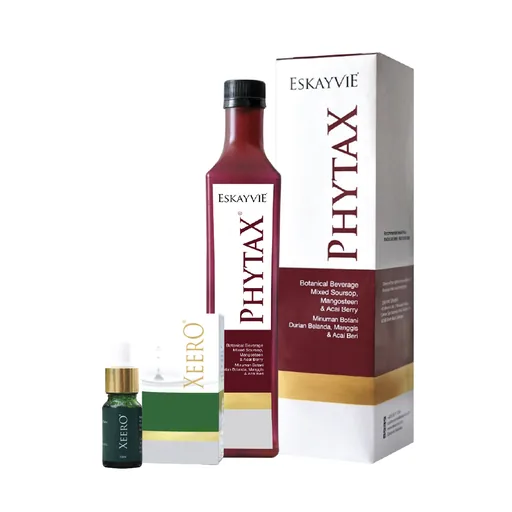 ESKAYVIE®
PHYTAX
Botanical Beverage
Mixed Soursop,
Mangosteen
& Acai Berry
Minuman Botani
Durian Belanda, Manggis
& Acai Beri
ESKAYVIE®
PHYTAX®
Botanical Beverage
Mixed Soursop,
Mangosteen
& Acai Berry
Minuman Botani
Durian Belanda, Manggis
& Acai Beri
XEERO®
XEERO®